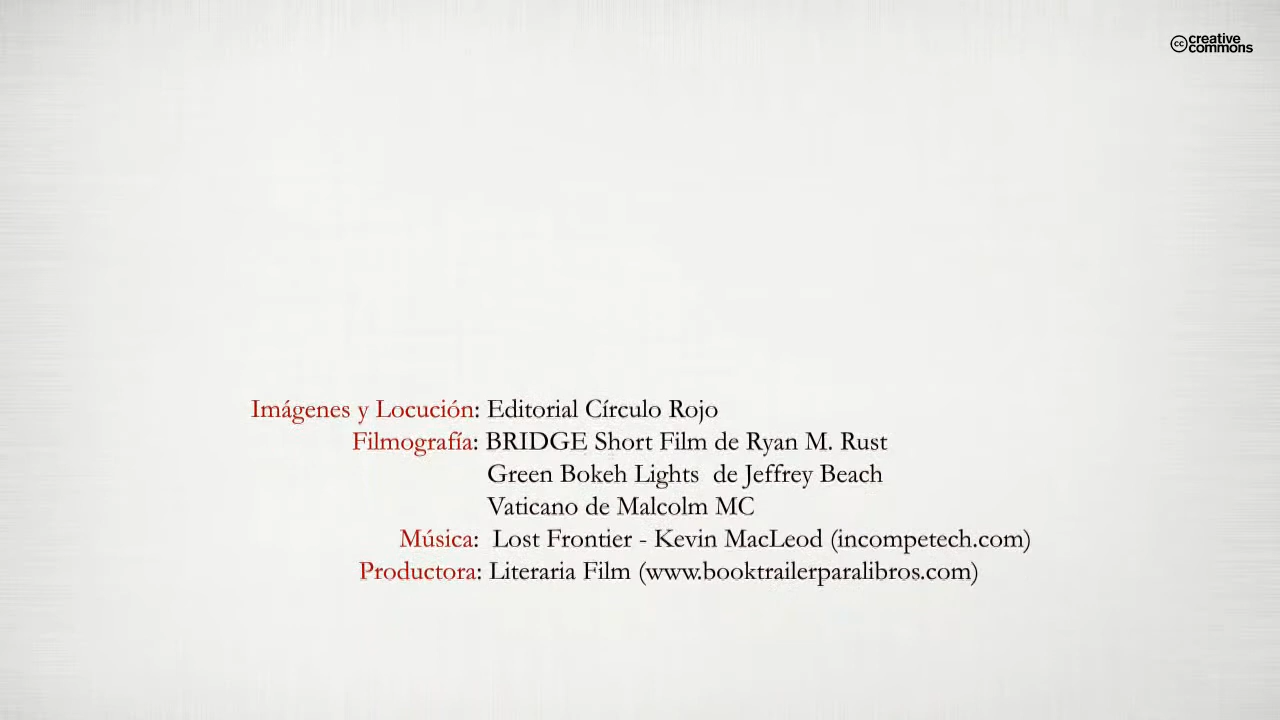 cc creative
commons
Imágenes y Locución: Editorial Círculo Rojo
Filmografía: BRIDGE Short Film de Ryan M. Rust
Green Bokeh Lights  de Jeffrey Beach
Vaticano de Malcolm MC
Música:  Lost Frontier - Kevin MacLeod (incompetech.com)
Productora: Literaria Film (www.booktrailerparalibros.com)